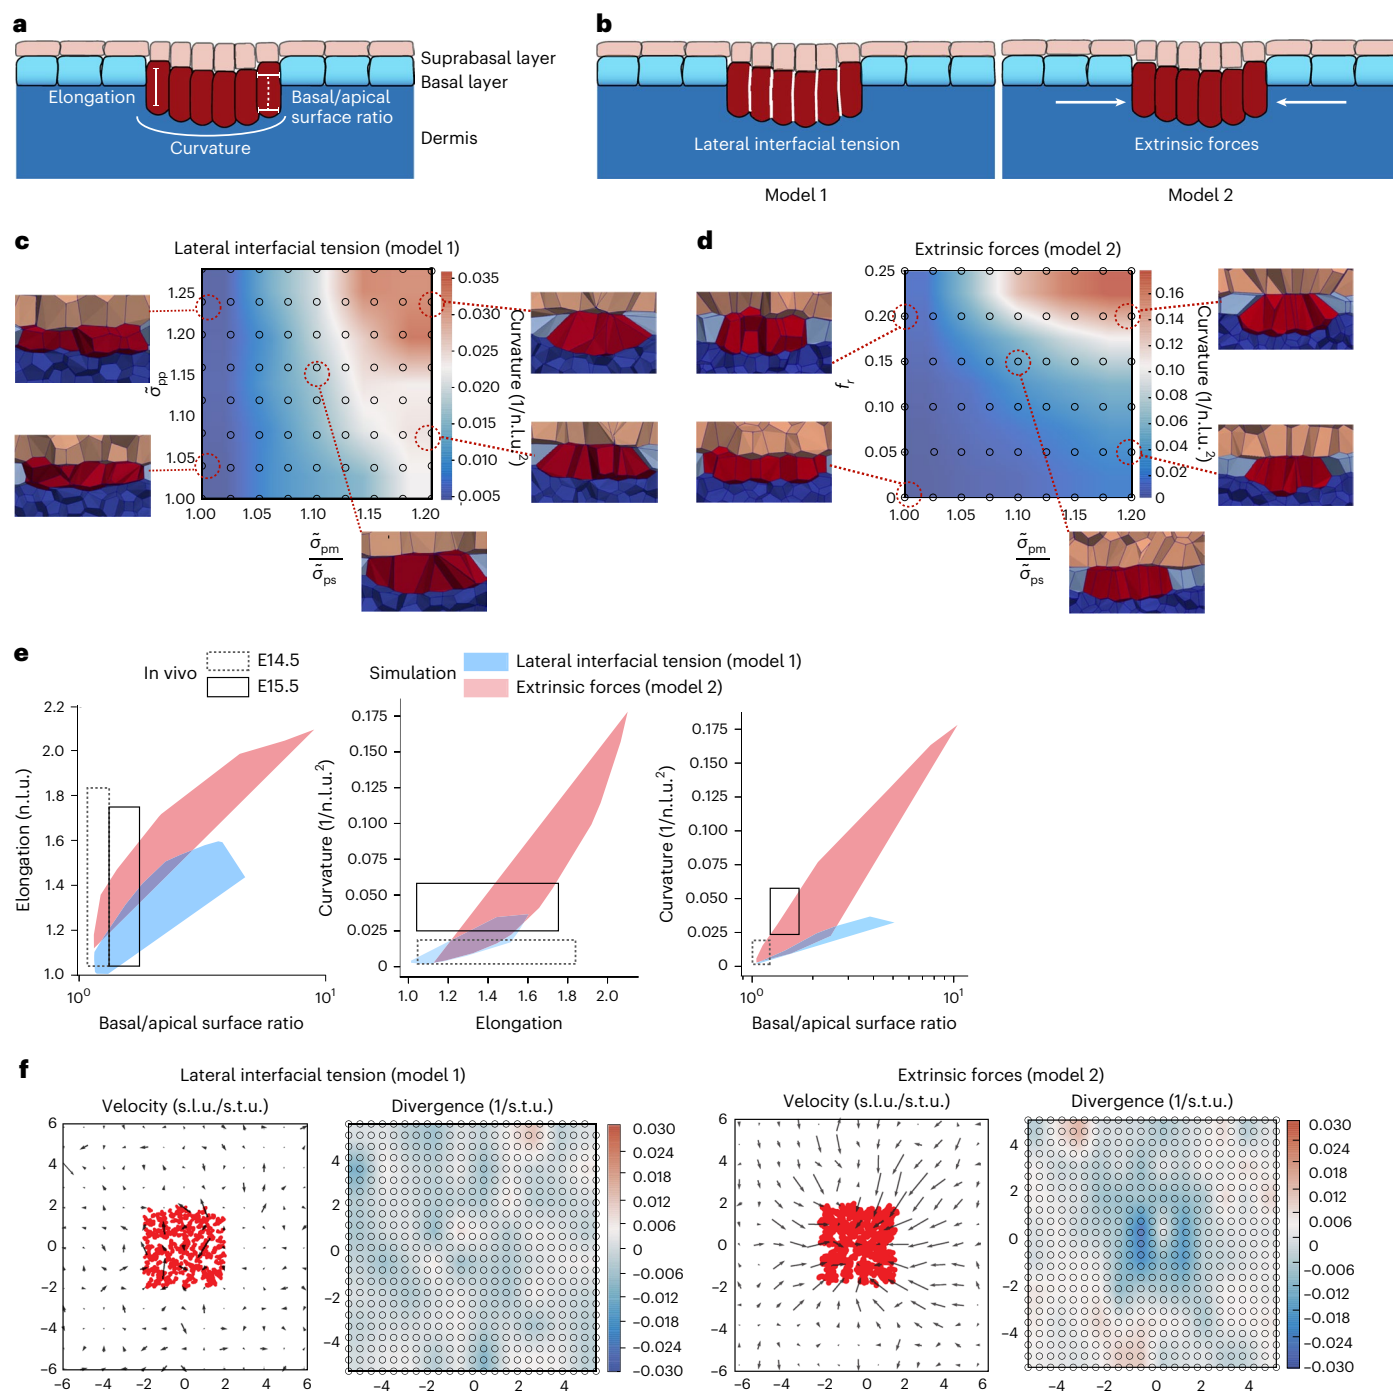 a
Elongation
Curvature
Basal/apical
surface ratio
Suprabasal layer
Basal layer
Dermis
b
Lateral interfacial tension
Model 1
Extrinsic forces
Model 2
c
Lateral interfacial tension (model 1)
σ̃pp
1.25
1.20
1.15
1.10
1.05
1.00
1.00 1.05 1.10 1.15 1.20
σ̃pm
σ̃ps
0.035
0.030
0.025
0.020
0.015
0.010
0.005
Curvature (1/n.l.u.²)
d
Extrinsic forces (model 2)
fr
0.25
0.20
0.15
0.10
0.05
0
1.00 1.05 1.10 1.15 1.20
σ̃pm
σ̃ps
0.16
0.14
0.12
0.10
0.08
0.06
0.04
0.02
0
Curvature (1/n.l.u.²)
e
In vivo
E14.5
E15.5
Simulation
Lateral interfacial tension (model 1)
Extrinsic forces (model 2)
Elongation (n.l.u.)
2.2
2.0
1.8
1.6
1.4
1.2
1.0
10⁰ 10¹
Basal/apical surface ratio
Curvature (1/n.l.u.²)
0.175
0.150
0.125
0.100
0.075
0.050
0.025
0
1.0 1.2 1.4 1.6 1.8 2.0
Elongation
Curvature (1/n.l.u.²)
0.175
0.150
0.125
0.100
0.075
0.050
0.025
0
10⁰ 10¹
Basal/apical surface ratio
f
Lateral interfacial tension (model 1)
Velocity (s.l.u./s.t.u.)
6
4
2
0
−2
−4
−6
−6 −4 −2 0 2 4 6
Divergence (1/s.t.u.)
4
2
0
−2
−4
−4 −2 0 2 4
0.030
0.024
0.018
0.012
0.006
0
−0.006
−0.012
−0.018
−0.024
−0.030
Extrinsic forces (model 2)
Velocity (s.l.u./s.t.u.)
6
4
2
0
−2
−4
−6
−6 −4 −2 0 2 4 6
Divergence (1/s.t.u.)
4
2
0
−2
−4
−4 −2 0 2 4
0.030
0.024
0.018
0.012
0.006
0
−0.006
−0.012
−0.018
−0.024
−0.030